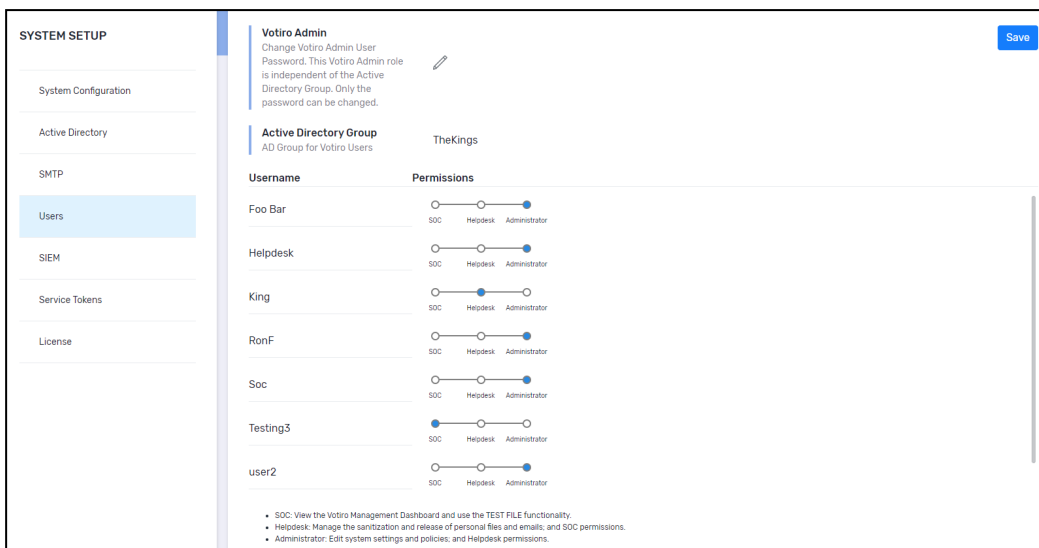 SYSTEM SETUP
System Configuration
Active Directory
SMTP
Users
SIEM
Service Tokens
License
Votiro Admin
Change Votiro Admin User
Password. This Votiro Admin role
is independent of the Active
Directory Group. Only the
password can be changed.
Save
Active Directory Group
AD Group for Votiro Users
TheKings
Username Permissions
Foo Bar
SOC Helpdesk Administrator
Helpdesk
SOC Helpdesk Administrator
King
SOC Helpdesk Administrator
RonF
SOC Helpdesk Administrator
Soc
SOC Helpdesk Administrator
Testing3
SOC Helpdesk Administrator
user2
SOC Helpdesk Administrator
• SOC: View the Votiro Management Dashboard and use the TEST FILE functionality.
• Helpdesk: Manage the sanitization and release of personal files and emails; and SOC permissions.
• Administrator: Edit system settings and policies; and Helpdesk permissions.